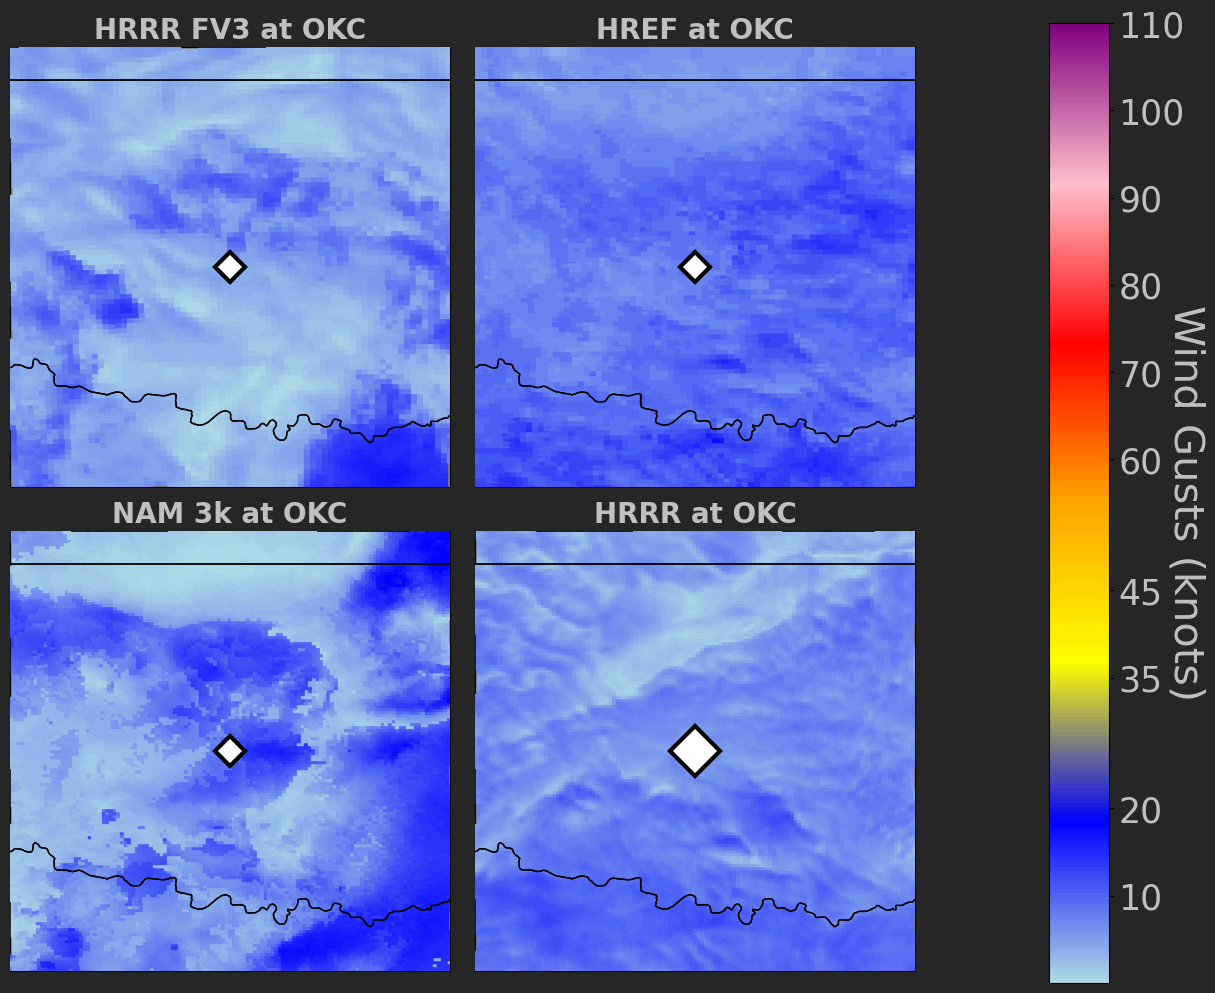 HRRR FV3 at OKC
HREF at OKC
NAM 3k at OKC
HRRR at OKC
110
100
90
80
70
60
45
35
20
10
Wind Gusts (knots)